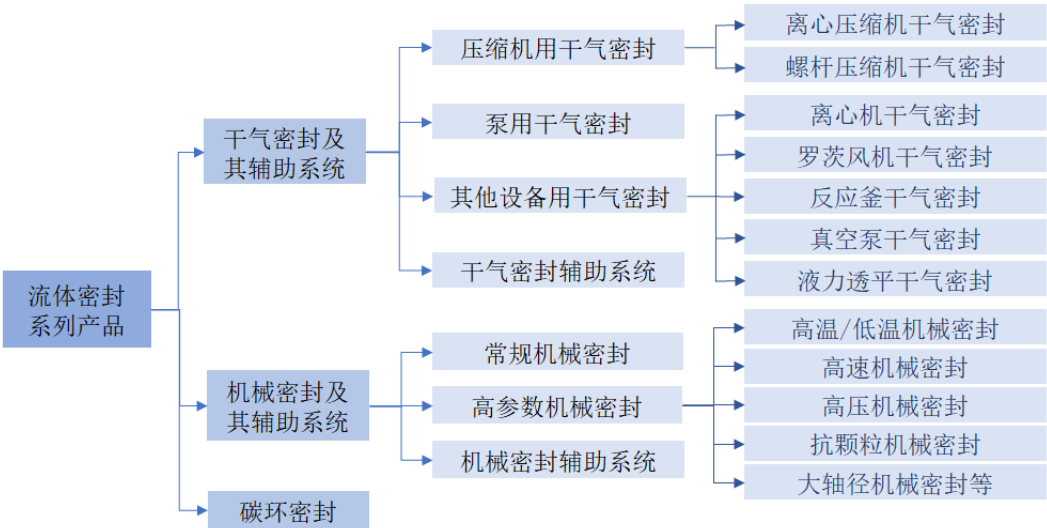 流体密封
系列产品
干气密封及
其辅助系统
压缩机用干气密封
离心压缩机干气密封
螺杆压缩机干气密封
泵用干气密封
其他设备用干气密封
离心机干气密封
罗茨风机干气密封
反应釜干气密封
真空泵干气密封
液力透平干气密封
干气密封辅助系统
机械密封及
其辅助系统
常规机械密封
高参数机械密封
高温/低温机械密封
高速机械密封
高压机械密封
抗颗粒机械密封
大轴径机械密封等
机械密封辅助系统
碳环密封